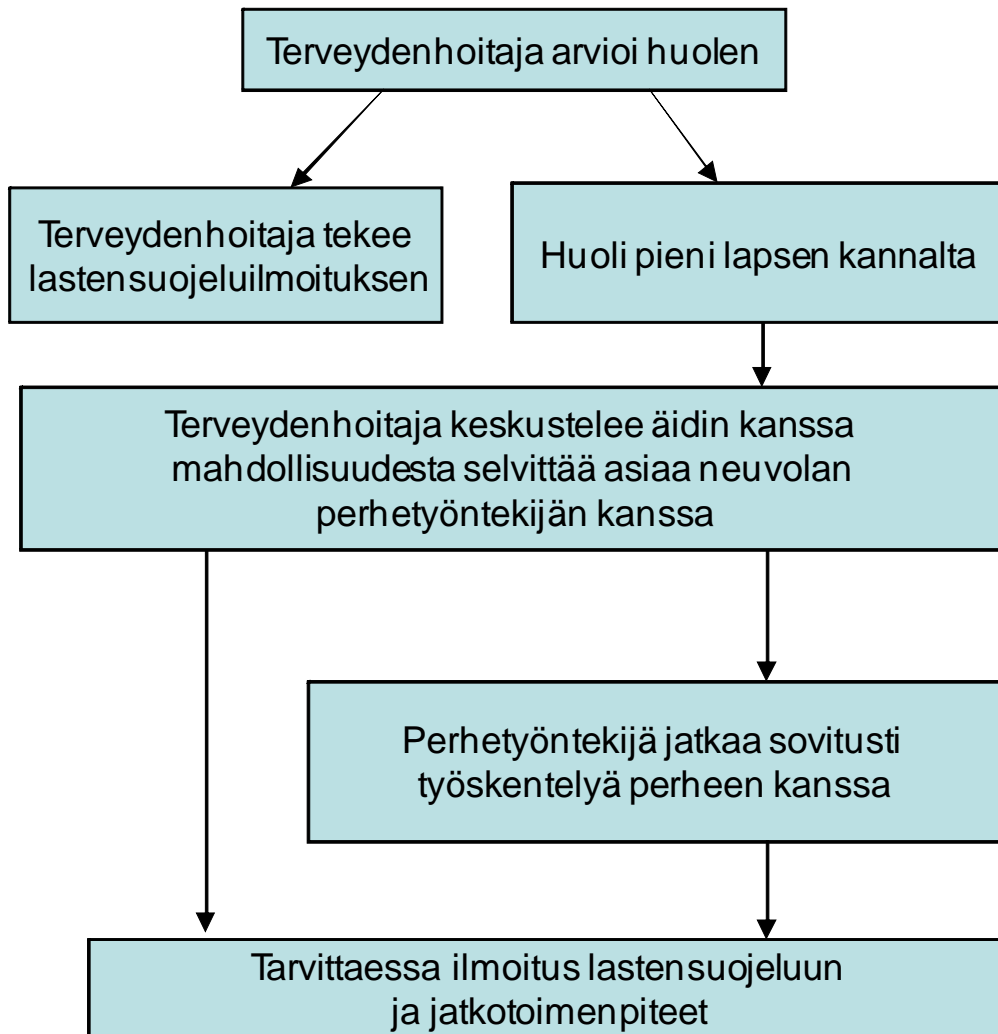 Terveydenhoitaja arvioi huolen
Terveydenhoitaja tekee
lastensuojeluilmoituksen
Huoli pieni lapsen kannalta
Terveydenhoitaja keskustelee äidin kanssa
mahdollisuudesta selvittää asiaa neuvolan
perhetyöntekijän kanssa
Perhetyöntekijä jatkaa sovitusti
työskentelyä perheen kanssa
Tarvittaessa ilmoitus lastensuojeluun
ja jatkotoimenpiteet